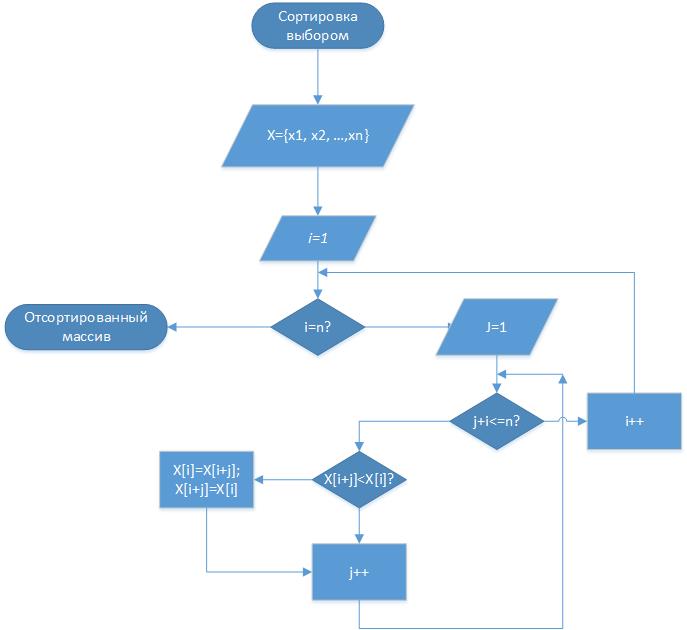 Сортировка
выбором
X={x1, x2, ...,xn}
i=1
Отсортированный
массив
i=n?
J=1
j+i<=n?
i++
X[i]=X[i+j];
X[i+j]=X[i]
X[i+j]<X[i]?
j++